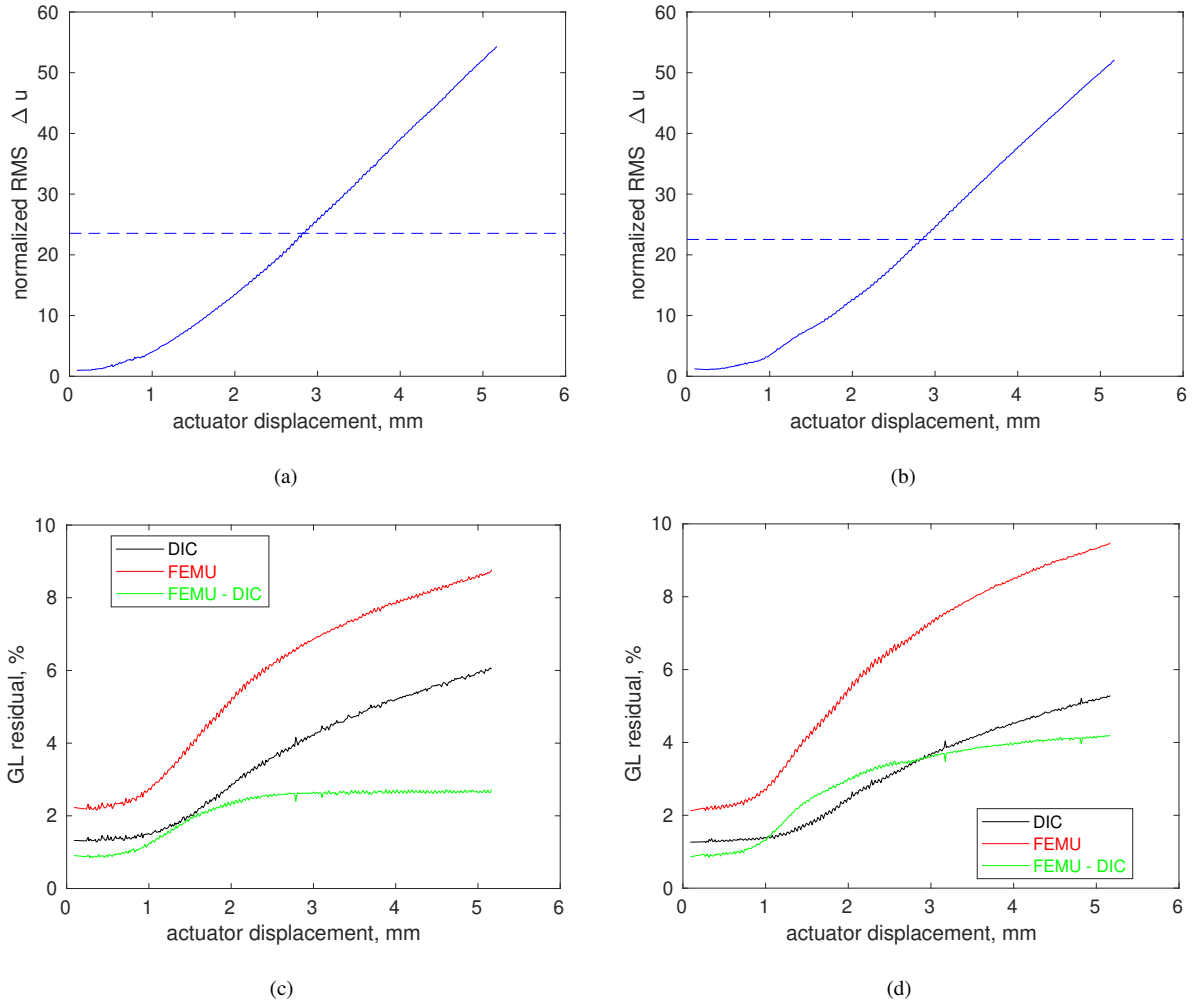 60
50
40
30
20
10
0
normalized RMS Δ u
0 1 2 3 4 5 6
actuator displacement, mm
(a)
60
50
40
30
20
10
0
normalized RMS Δ u
0 1 2 3 4 5 6
actuator displacement, mm
(b)
10
8
6
4
2
0
GL residual, %
DIC
FEMU
FEMU - DIC
0 1 2 3 4 5 6
actuator displacement, mm
(c)
10
8
6
4
2
0
GL residual, %
DIC
FEMU
FEMU - DIC
0 1 2 3 4 5 6
actuator displacement, mm
(d)